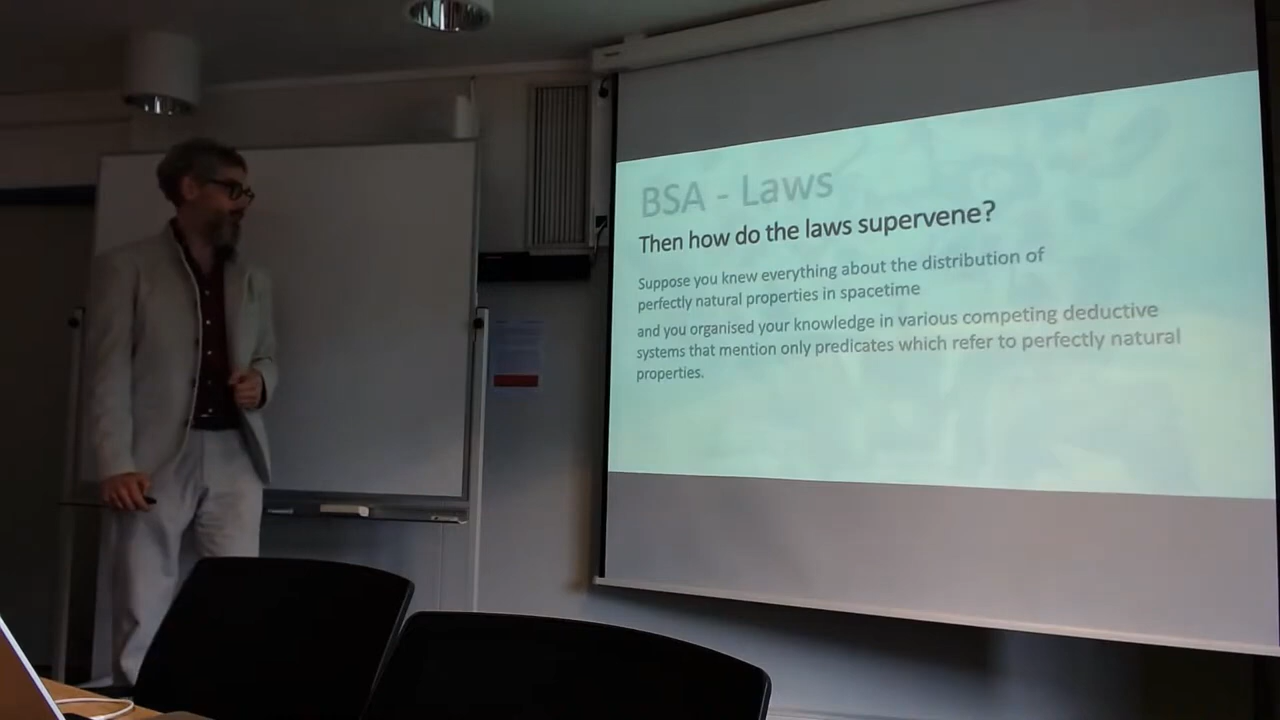 BSA - Laws
Then how do the laws supervene?
Suppose you knew everything about the distribution of
perfectly natural properties in spacetime
and you organised your knowledge in various competing deductive
systems that mention only predicates which refer to perfectly natural
properties.